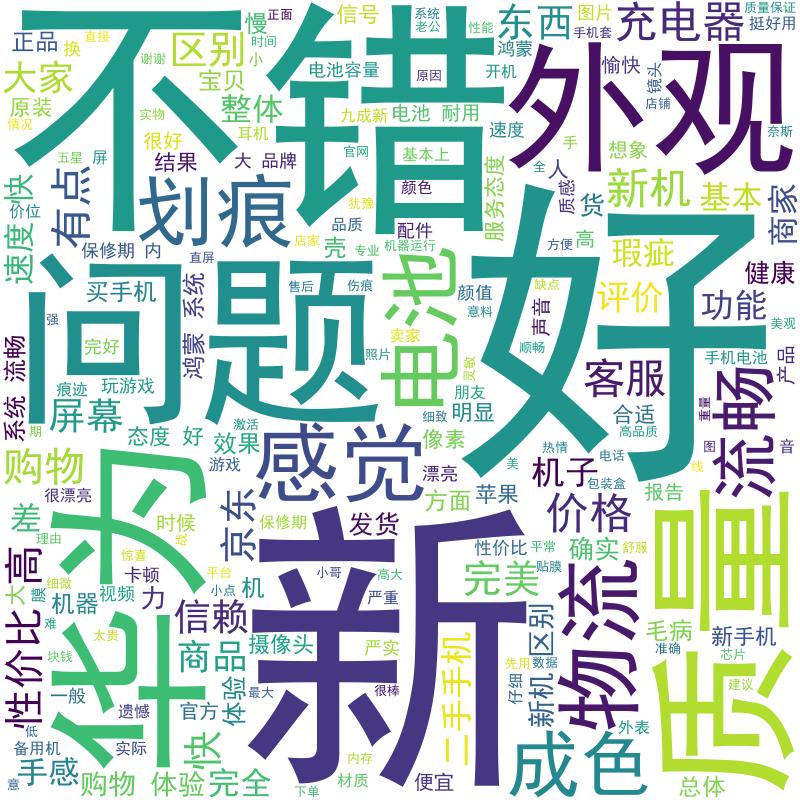 正品
换
直接
谢谢
小
正面
时间
慢
信号
系统
老公
性能
东西
图片
手机套
充电器
质量保证
挺好用
不错
外观
区别
宝贝
大家
原装
情况
整体
实物
很好
耳机
电池容量
原因
鸿蒙
开机
愉快
镜头
店铺
九成新
电池
耐用
速度
奈斯
官网
基本上
想象
手
五星
屏
结果
大
品牌
有点
划痕
颜色
服务态度
全
人
质感
货
新机
基本
商家
速度
快
价位
犹豫
品质
配件
保修期
内
店家
壳
专业
机器运行
方便
高
瑕疵
直屏
问题
好
买手机
系统
鸿蒙
售后
伤痕
电池
颜值
意料
缺点
声音
评价
功能
健康
美观
强
完好
卖家
顺畅
手机电池
产品
系统
流畅
照片
灵敏
客服
痕迹
玩游戏
朋友
重量
屏幕
细致
明显
合适
流畅
期
态度
好
效果
激活
感觉
像素
高品质
热情
图
音
购物
华为
游戏
漂亮
美
电话
机子
线
很漂亮
京东
方面
苹果
包装盒
报告
差
时候
保修期
发货
价格
质量
理由
惊喜
战
新
性价比
平常
确实
舒服
高
卡顿
平台
小哥
高大
贴膜
大
膜
细微
机器
视频
力
机
小点
严重
完美
物流
性价比
难
太贵
信赖
区别
毛病
新手机
块钱
商品
摄像头
严实
二手手机
先用
数据
准确
芯片
一般
遗憾
官方
体验
最大
很棒
仔细
新机
外表
建议
低
备用机
实际
快
成色
意
手感
购物
体验
完全
内存
下单
材质
便宜
总体